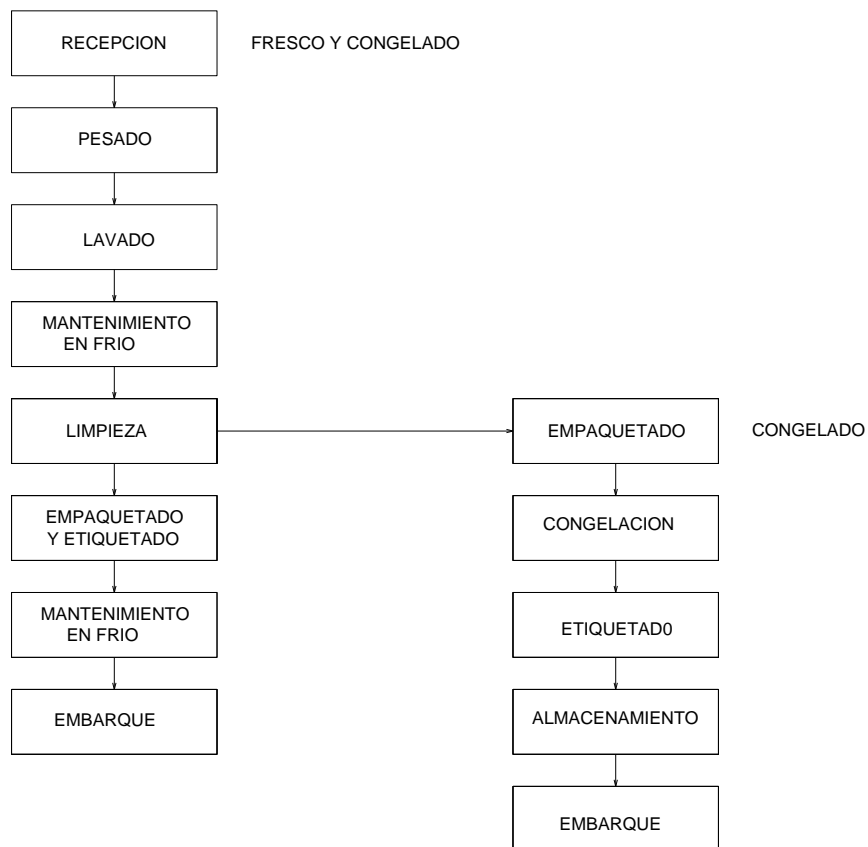 RECEPCION
FRESCO Y CONGELADO
PESADO
LAVADO
MANTENIMIENTO
EN FRIO
LIMPIEZA
EMPAQUETADO
Y ETIQUETADO
MANTENIMIENTO
EN FRIO
EMBARQUE
EMPAQUETADO
CONGELADO
CONGELACION
ETIQUETAD0
ALMACENAMIENTO
EMBARQUE